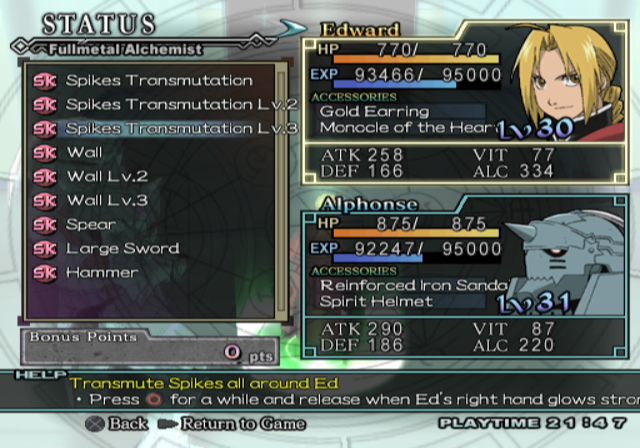 STATUS
Fullmetal Alchemist
SK Spikes Transmutation
SK Spikes Transmutation Lv.2
SK Spikes Transmutation Lv.3
SK Wall
SK Wall Lv.2
SK Wall Lv.3
SK Spear
SK Large Sword
SK Hammer
Bonus Points
0 pts
Edward
HP 770/ 770
EXP 93466/ 95000
ACCESSORIES
Gold Earring
Monocle of the Hear
Lv 30
ATK 258 VIT 77
DEF 166 ALC 334
Alphonse
HP 875/ 875
EXP 92247/ 95000
ACCESSORIES
Reinforced Iron Sanda
Spirit Helmet
Lv 31
ATK 290 VIT 87
DEF 186 ALC 220
HELP
Transmute Spikes all around Ed
・Press O for a while and release when Ed's right hand glows stron
Back Return to Game
PLAYTIME 21:47